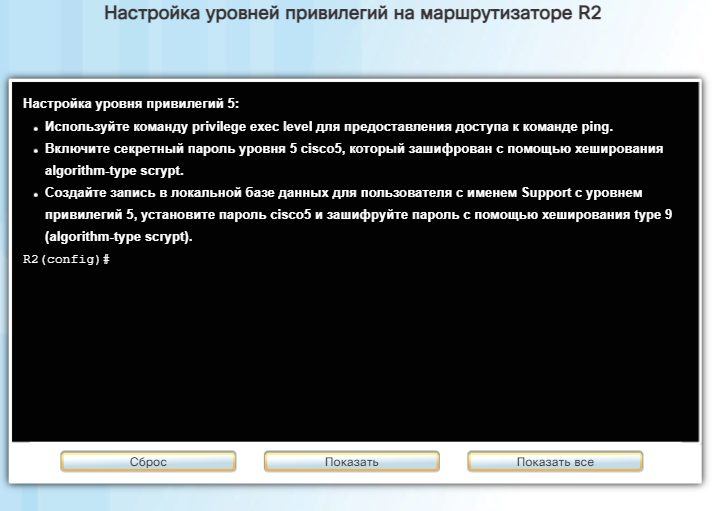 Настройка уровней привилегий на маршрутизаторе R2
Настройка уровня привилегий 5:
• Используйте команду privilege exec level для предоставления доступа к команде ping.
• Включите секретный пароль уровня 5 cisco5, который зашифрован с помощью хеширования
algorithm-type scrypt.
• Создайте запись в локальной базе данных для пользователя с именем Support с уровнем
привилегий 5, установите пароль cisco5 и зашифруйте пароль с помощью хеширования type 9
(algorithm-type scrypt).
R2(config)#
Сброс
Показать
Показать все